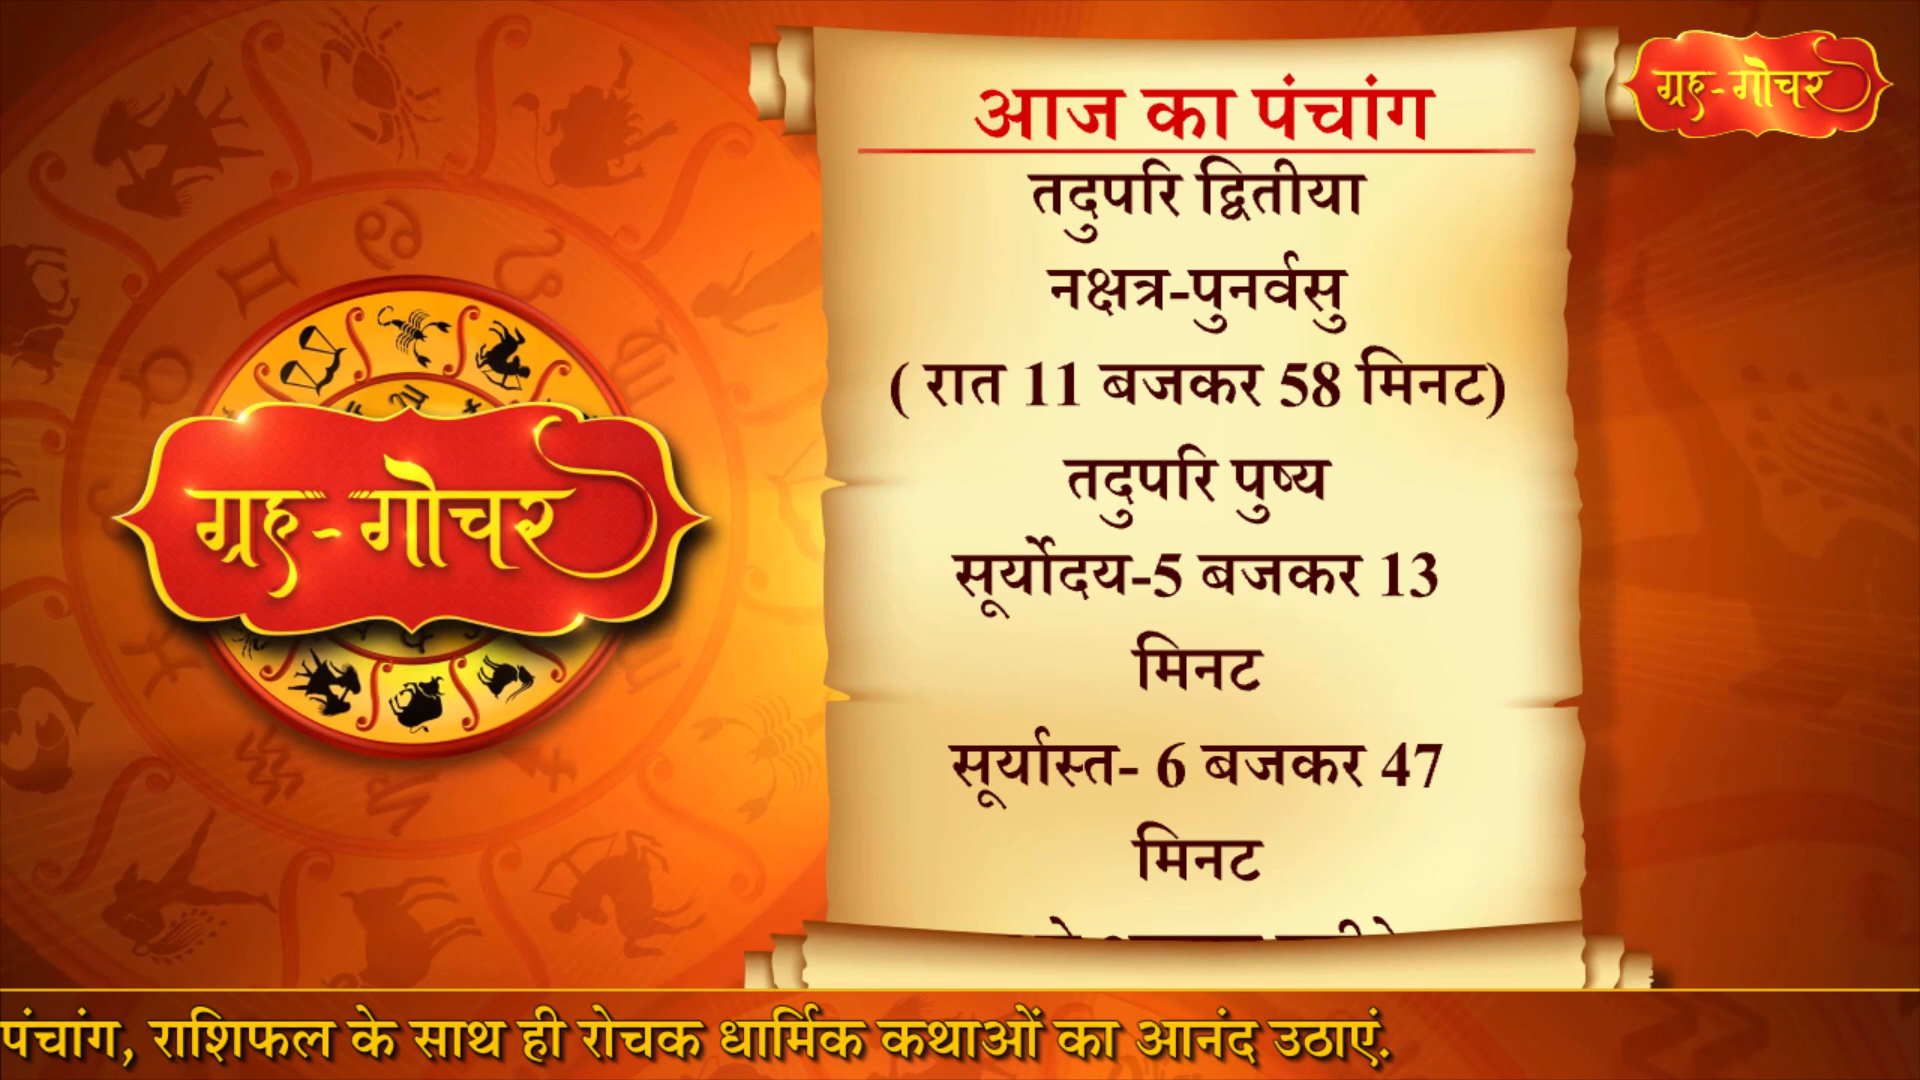 आज का पंचांग
ग्रह-गोचर
तदुपरि द्वितीया
नक्षत्र-पुनर्वसु
( रात 11 बजकर 58 मिनट)
तदुपरि पुष्य
सूर्योदय-5 बजकर 13
मिनट
सूर्यास्त- 6 बजकर 47
मिनट
ग्रह-गोचर
पंचांग, राशिफल के साथ ही रोचक धार्मिक कथाओं का आनंद उठाएं.